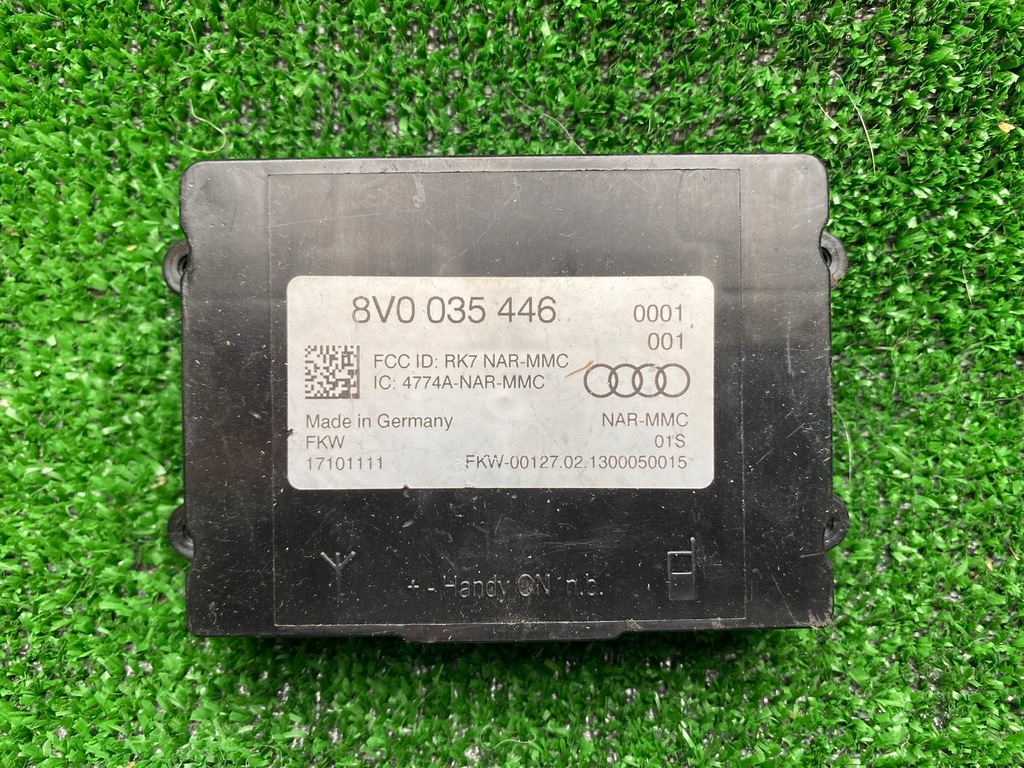 8V0 035 446
0001
001
FCC ID: RK7 NAR-MMC
IC: 4774A-NAR-MMC
Made in Germany
NAR-MMC
FKW
01S
17101111
FKW-00127.02.1300050015
+ - Handy ON n.b.